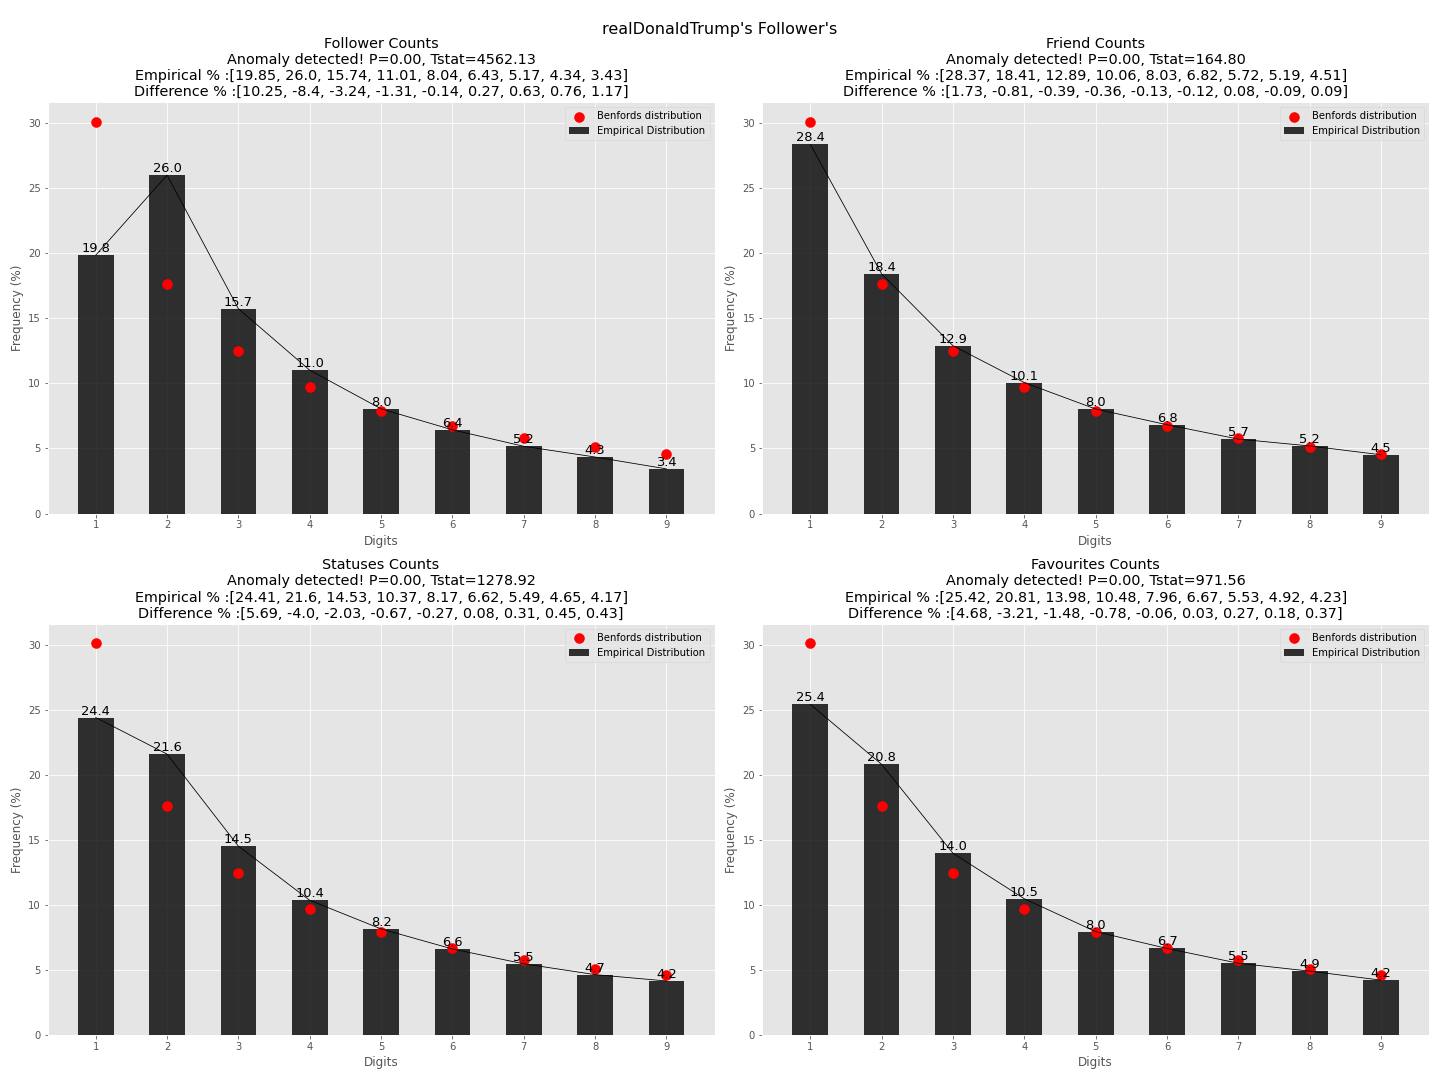 realDonaldTrump's Follower's
Follower Counts
Anomaly detected! P=0.00, Tstat=4562.13
Empirical % :[19.85, 26.0, 15.74, 11.01, 8.04, 6.43, 5.17, 4.34, 3.43]
Difference % :[10.25, -8.4, -3.24, -1.31, -0.14, 0.27, 0.63, 0.76, 1.17]
Benfords distribution
Empirical Distribution
Frequency (%)
30
25
20
15
10
5
0
19.8
26.0
15.7
11.0
8.0
6.4
5.2
4.3
3.4
1 2 3 4 5 6 7 8 9
Digits
Friend Counts
Anomaly detected! P=0.00, Tstat=164.80
Empirical % :[28.37, 18.41, 12.89, 10.06, 8.03, 6.82, 5.72, 5.19, 4.51]
Difference % :[1.73, -0.81, -0.39, -0.36, -0.13, -0.12, 0.08, -0.09, 0.09]
Benfords distribution
Empirical Distribution
Frequency (%)
30
25
20
15
10
5
0
28.4
18.4
12.9
10.1
8.0
6.8
5.7
5.2
4.5
1 2 3 4 5 6 7 8 9
Digits
Statuses Counts
Anomaly detected! P=0.00, Tstat=1278.92
Empirical % :[24.41, 21.6, 14.53, 10.37, 8.17, 6.62, 5.49, 4.65, 4.17]
Difference % :[5.69, -4.0, -2.03, -0.67, -0.27, 0.08, 0.31, 0.45, 0.43]
Benfords distribution
Empirical Distribution
Frequency (%)
30
25
20
15
10
5
0
24.4
21.6
14.5
10.4
8.2
6.6
5.5
4.7
4.2
1 2 3 4 5 6 7 8 9
Digits
Favourites Counts
Anomaly detected! P=0.00, Tstat=971.56
Empirical % :[25.42, 20.81, 13.98, 10.48, 7.96, 6.67, 5.53, 4.92, 4.23]
Difference % :[4.68, -3.21, -1.48, -0.78, -0.06, 0.03, 0.27, 0.18, 0.37]
Benfords distribution
Empirical Distribution
Frequency (%)
30
25
20
15
10
5
0
25.4
20.8
14.0
10.5
8.0
6.7
5.5
4.9
4.2
1 2 3 4 5 6 7 8 9
Digits